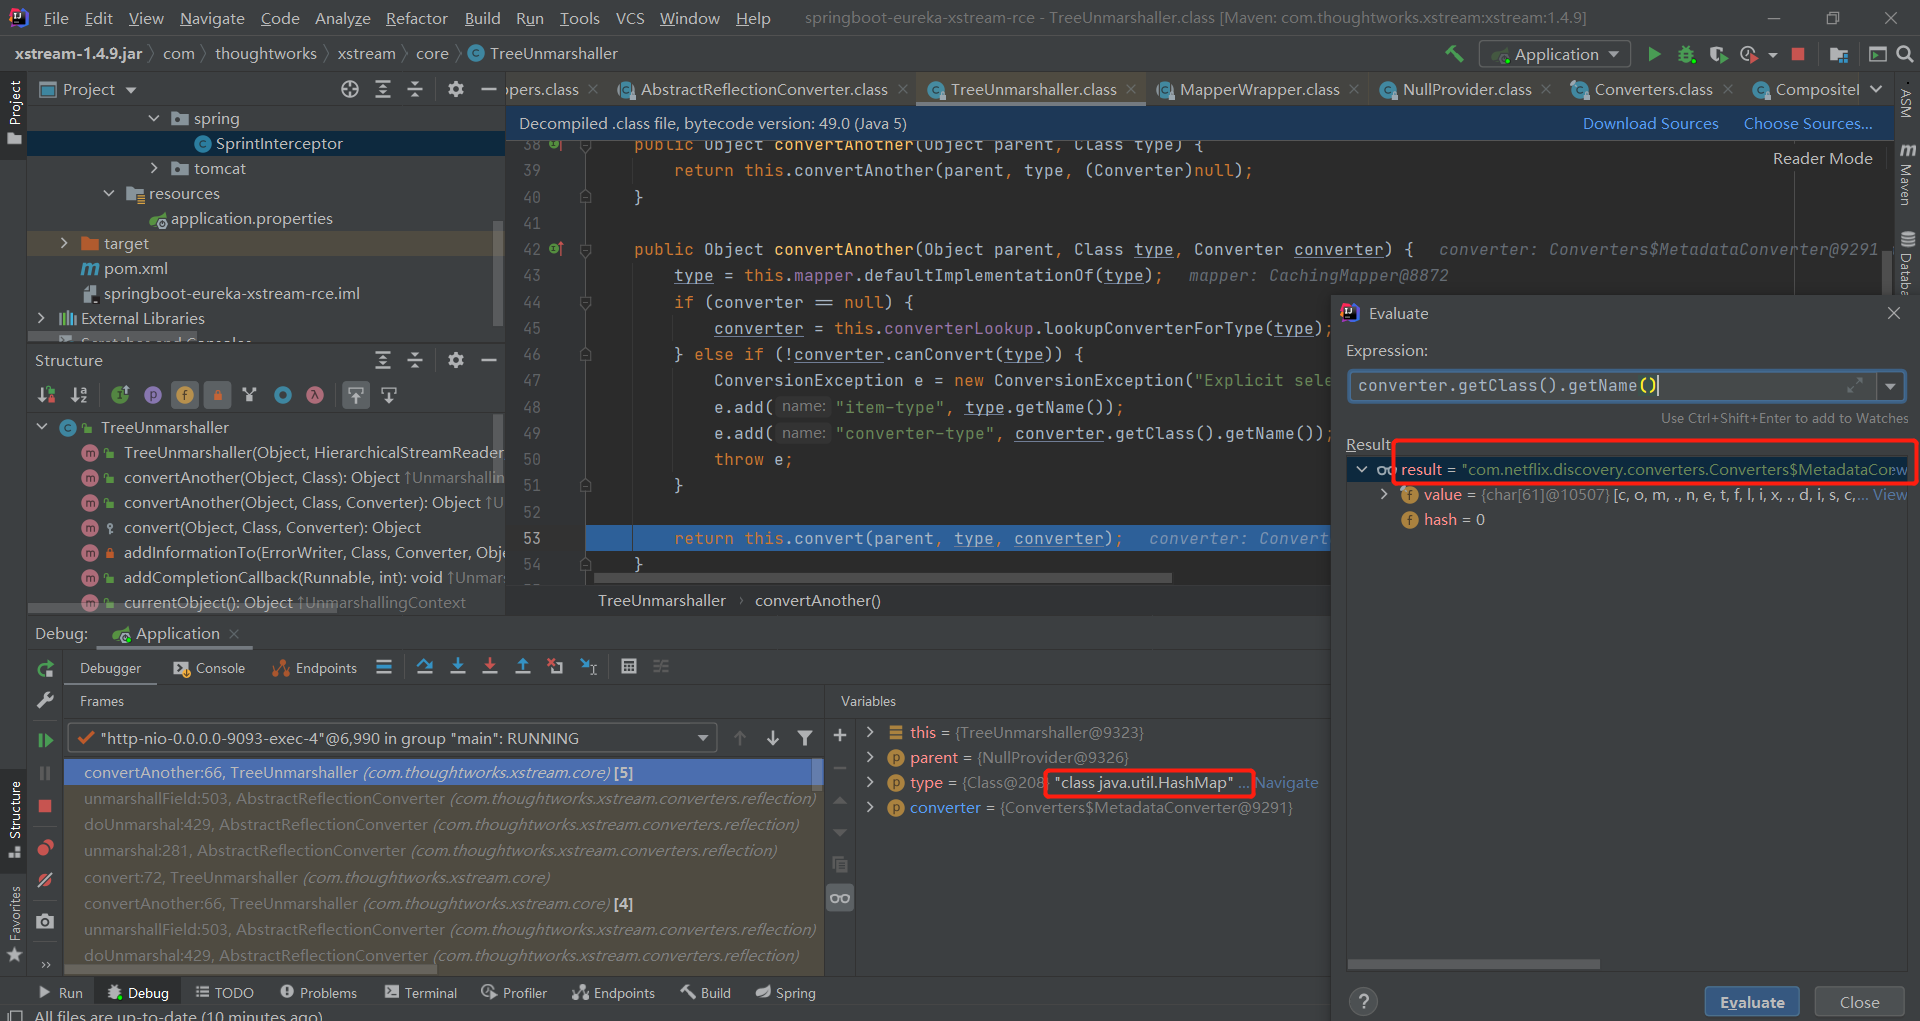 File Edit View Navigate Code Analyze Refactor Build Run Tools VCS Window Help springboot-eureka-xstream-rce - TreeUnmarshaller.class [Maven: com.thoughtworks.xstream:xstream:1.4.9]
xstream-1.4.9.jar com thoughtworks xstream core TreeUnmarshaller Application
Project
ppers.class AbstractReflectionConverter.class TreeUnmarshaller.class MapperWrapper.class NullProvider.class Converters.class Compositel
Decompiled .class file, bytecode version: 49.0 (Java 5) Download Sources Choose Sources...
Reader Mode
Project
spring
SprintInterceptor
tomcat
resources
application.properties
target
pom.xml
springboot-eureka-xstream-rce.iml
External Libraries
Scratches and Consoles
38 public Object convertAnother(Object parent, Class type) {
39 return this.convertAnother(parent, type, (Converter)null);
40 }
41
42 public Object convertAnother(Object parent, Class type, Converter converter) { converter: Converters$MetadataConverter@9291
43 type = this.mapper.defaultImplementationOf(type); mapper: CachingMapper@8872
44 if (converter == null) {
45 converter = this.converterLookup.lookupConverterForType(type);
46 } else if (!converter.canConvert(type)) {
47 ConversionException e = new ConversionException("Explicit sele
48 e.add( name: "item-type", type.getName());
49 e.add( name: "converter-type", converter.getClass().getName());
50 throw e;
51 }
52
53 return this.convert(parent, type, converter); converter: Convert
54 }
TreeUnmarshaller convertAnother()
ASM
Maven
Databa
Structure
TreeUnmarshaller
TreeUnmarshaller(Object, HierarchicalStreamReader
convertAnother(Object, Class): Object ↑Unmarshallin
convertAnother(Object, Class, Converter): Object ↑U
convert(Object, Class, Converter): Object
addInformationTo(ErrorWriter, Class, Converter, Obje
addCompletionCallback(Runnable, int): void ↑Unmars
currentObject(): Object ↑UnmarshallingContext
Evaluate
Expression:
converter.getClass().getName()
Use Ctrl+Shift+Enter to add to Watches
Result
result = "com.netflix.discovery.converters.Converters$MetadataCon
value = {char[61]@10507} [c, o, m, ., n, e, t, f, l, i, x, ., d, i, s, c,... View
hash = 0
Evaluate Close
Debug: Application
Debugger Console Endpoints
Frames
"http-nio-0.0.0.0-9093-exec-4"@6,990 in group "main": RUNNING
convertAnother:66, TreeUnmarshaller (com.thoughtworks.xstream.core) [5]
unmarshallField:503, AbstractReflectionConverter (com.thoughtworks.xstream.converters.reflection)
doUnmarshal:429, AbstractReflectionConverter (com.thoughtworks.xstream.converters.reflection)
unmarshal:281, AbstractReflectionConverter (com.thoughtworks.xstream.converters.reflection)
convert:72, TreeUnmarshaller (com.thoughtworks.xstream.core)
convertAnother:66, TreeUnmarshaller (com.thoughtworks.xstream.core) [4]
unmarshallField:503, AbstractReflectionConverter (com.thoughtworks.xstream.converters.reflection)
doUnmarshal:429, AbstractReflectionConverter (com.thoughtworks.xstream.converters.reflection)
Variables
this = {TreeUnmarshaller@9323}
parent = {NullProvider@9326}
type = {Class@208 "class java.util.HashMap" ... Navigate
converter = {Converters$MetadataConverter@9291}
Structure
Favorites
Run Debug TODO Problems Terminal Profiler Endpoints Build Spring
All files are up-to-date (10 minutes ago)